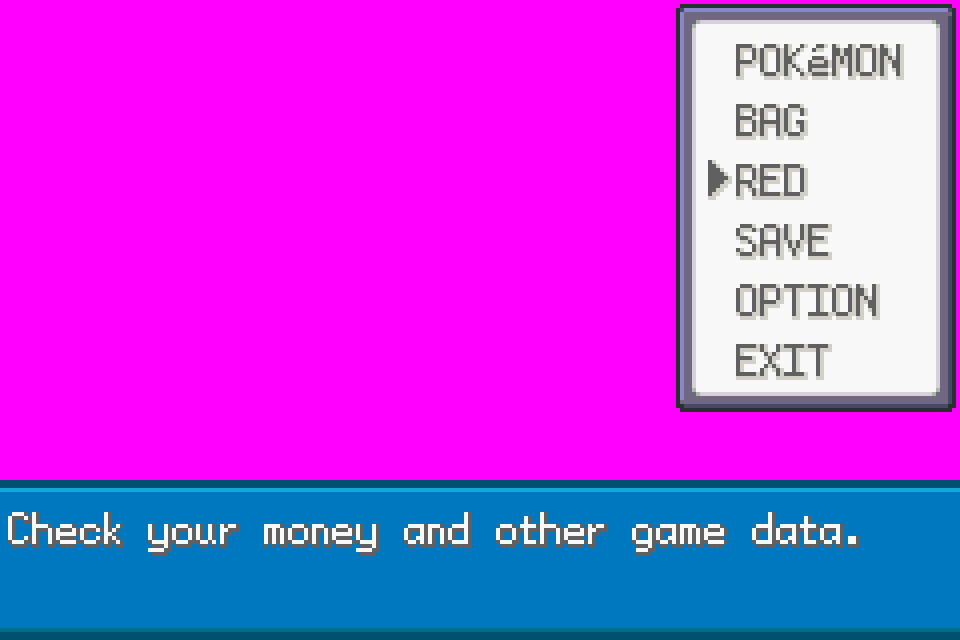 POKéMON
BAG
▶RED
SAVE
OPTION
EXIT
Check your money and other game data.